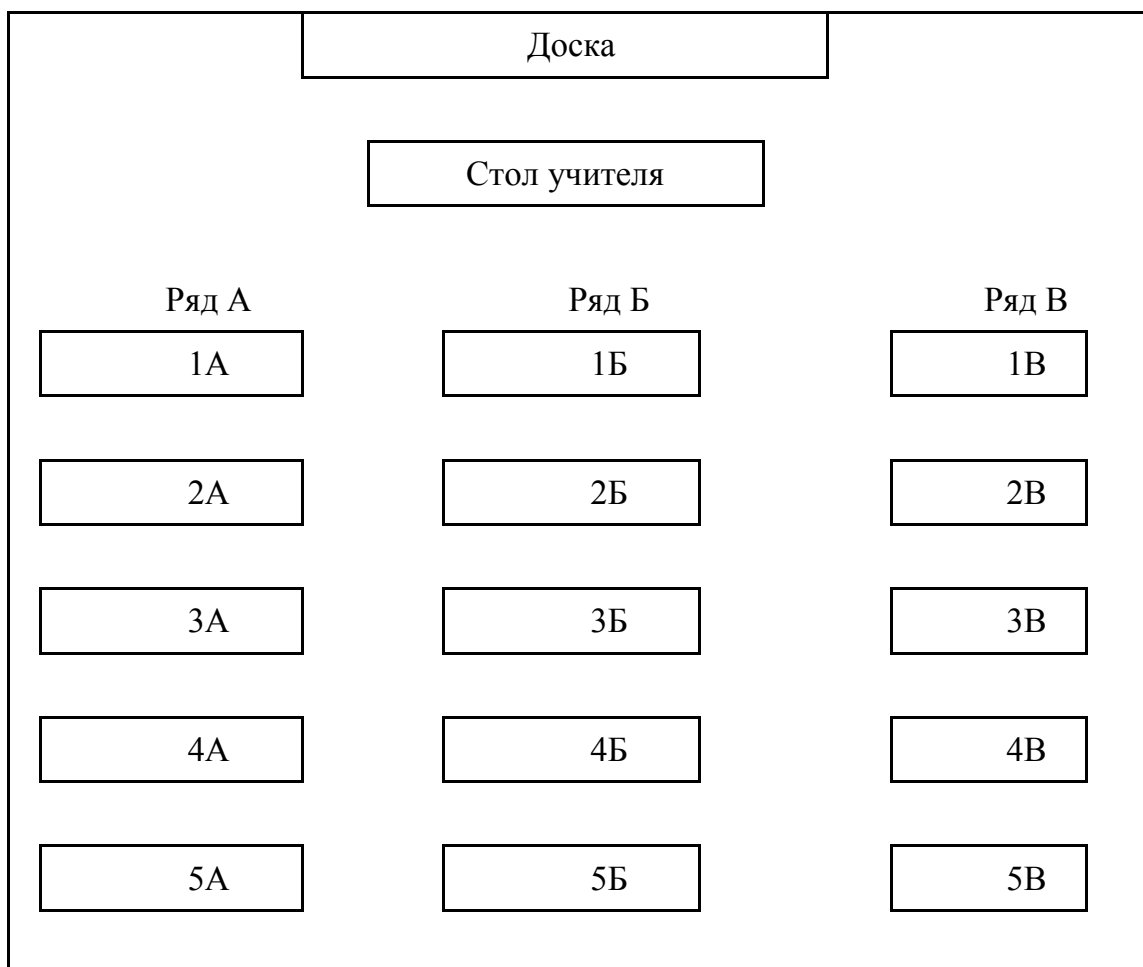 Доска
Стол учителя
Ряд А Ряд Б Ряд В
1А 1Б 1В
2А 2Б 2В
3А 3Б 3В
4А 4Б 4В
5А 5Б 5В